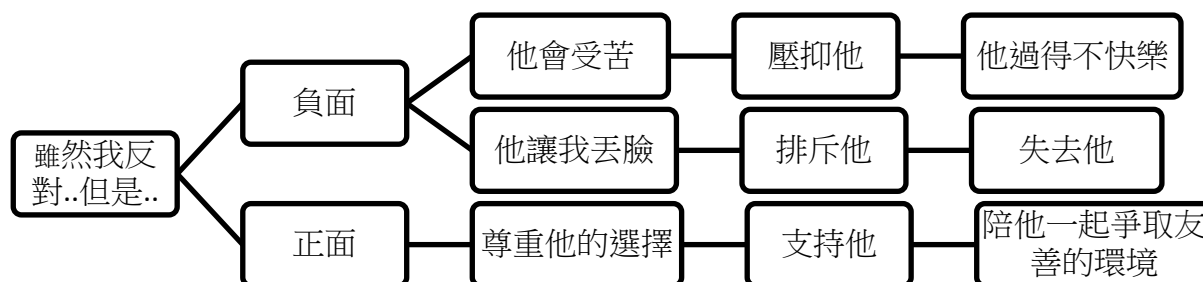 他會受苦
壓抑他
他過得不快樂
負面
他讓我丟臉
排斥他
失去他
雖然我反
對..但是..
正面
尊重他的選擇
支持他
陪他一起爭取友
善的環境